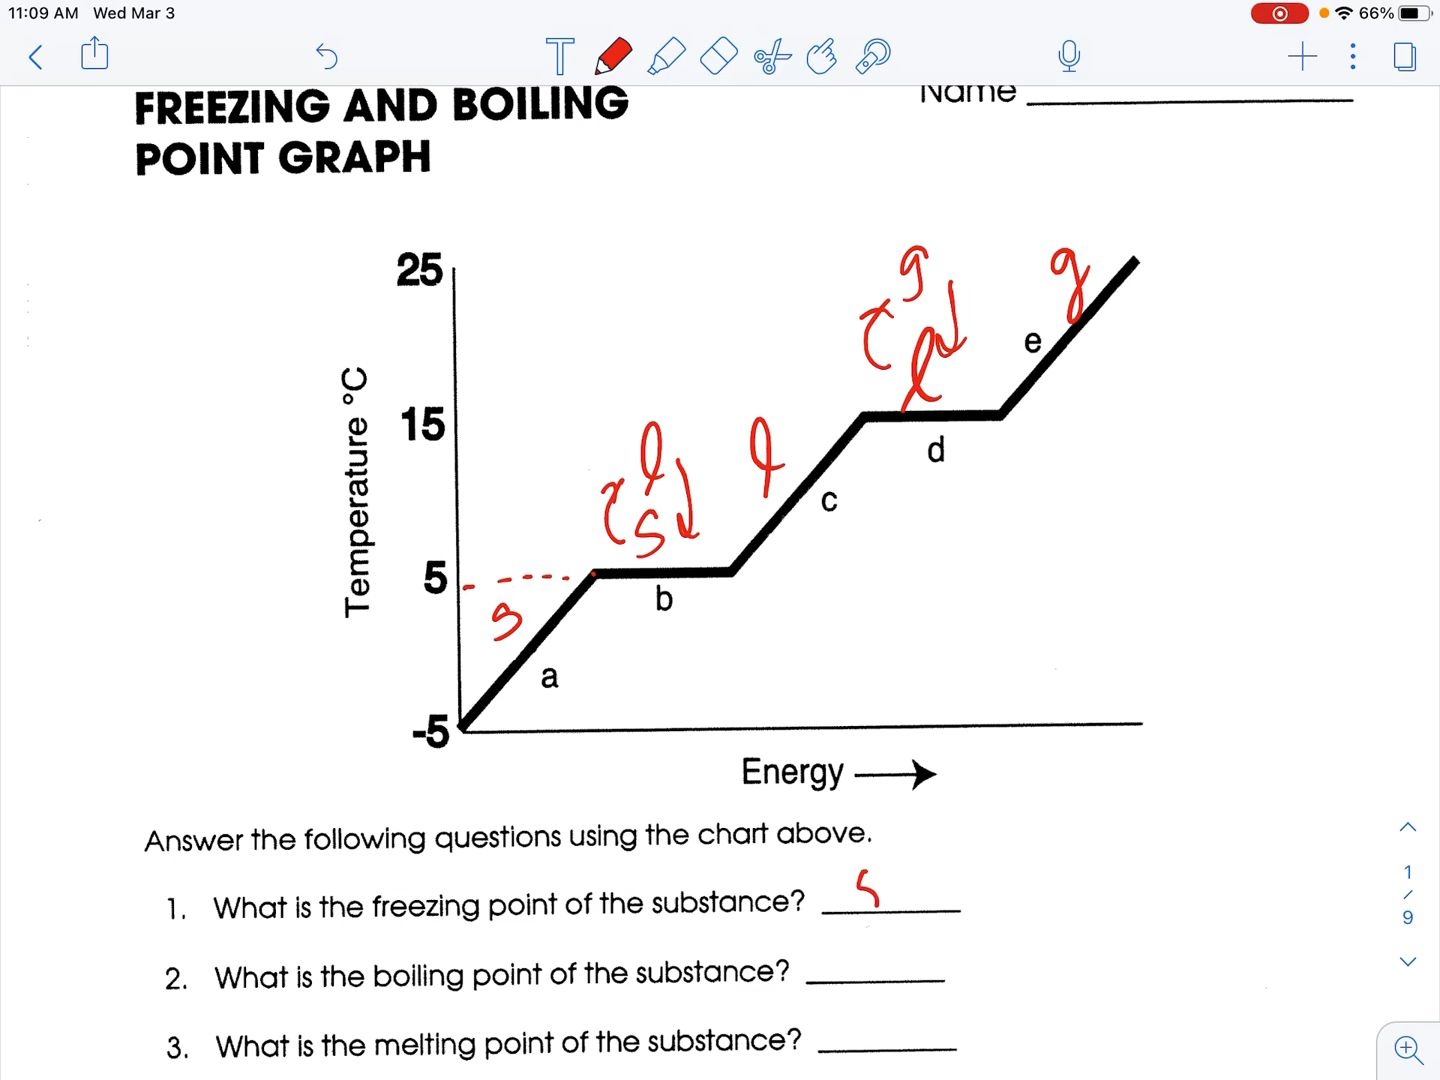 11:09 AM Wed Mar 3
66%
T
FREEZING AND BOILING
POINT GRAPH
Name
25
15
5
-5
Temperature °C
g
g
l
l
l
s
s
e
d
c
b
a
Energy
Answer the following questions using the chart above.
1. What is the freezing point of the substance? 5
2. What is the boiling point of the substance?
3. What is the melting point of the substance?
1
/
9